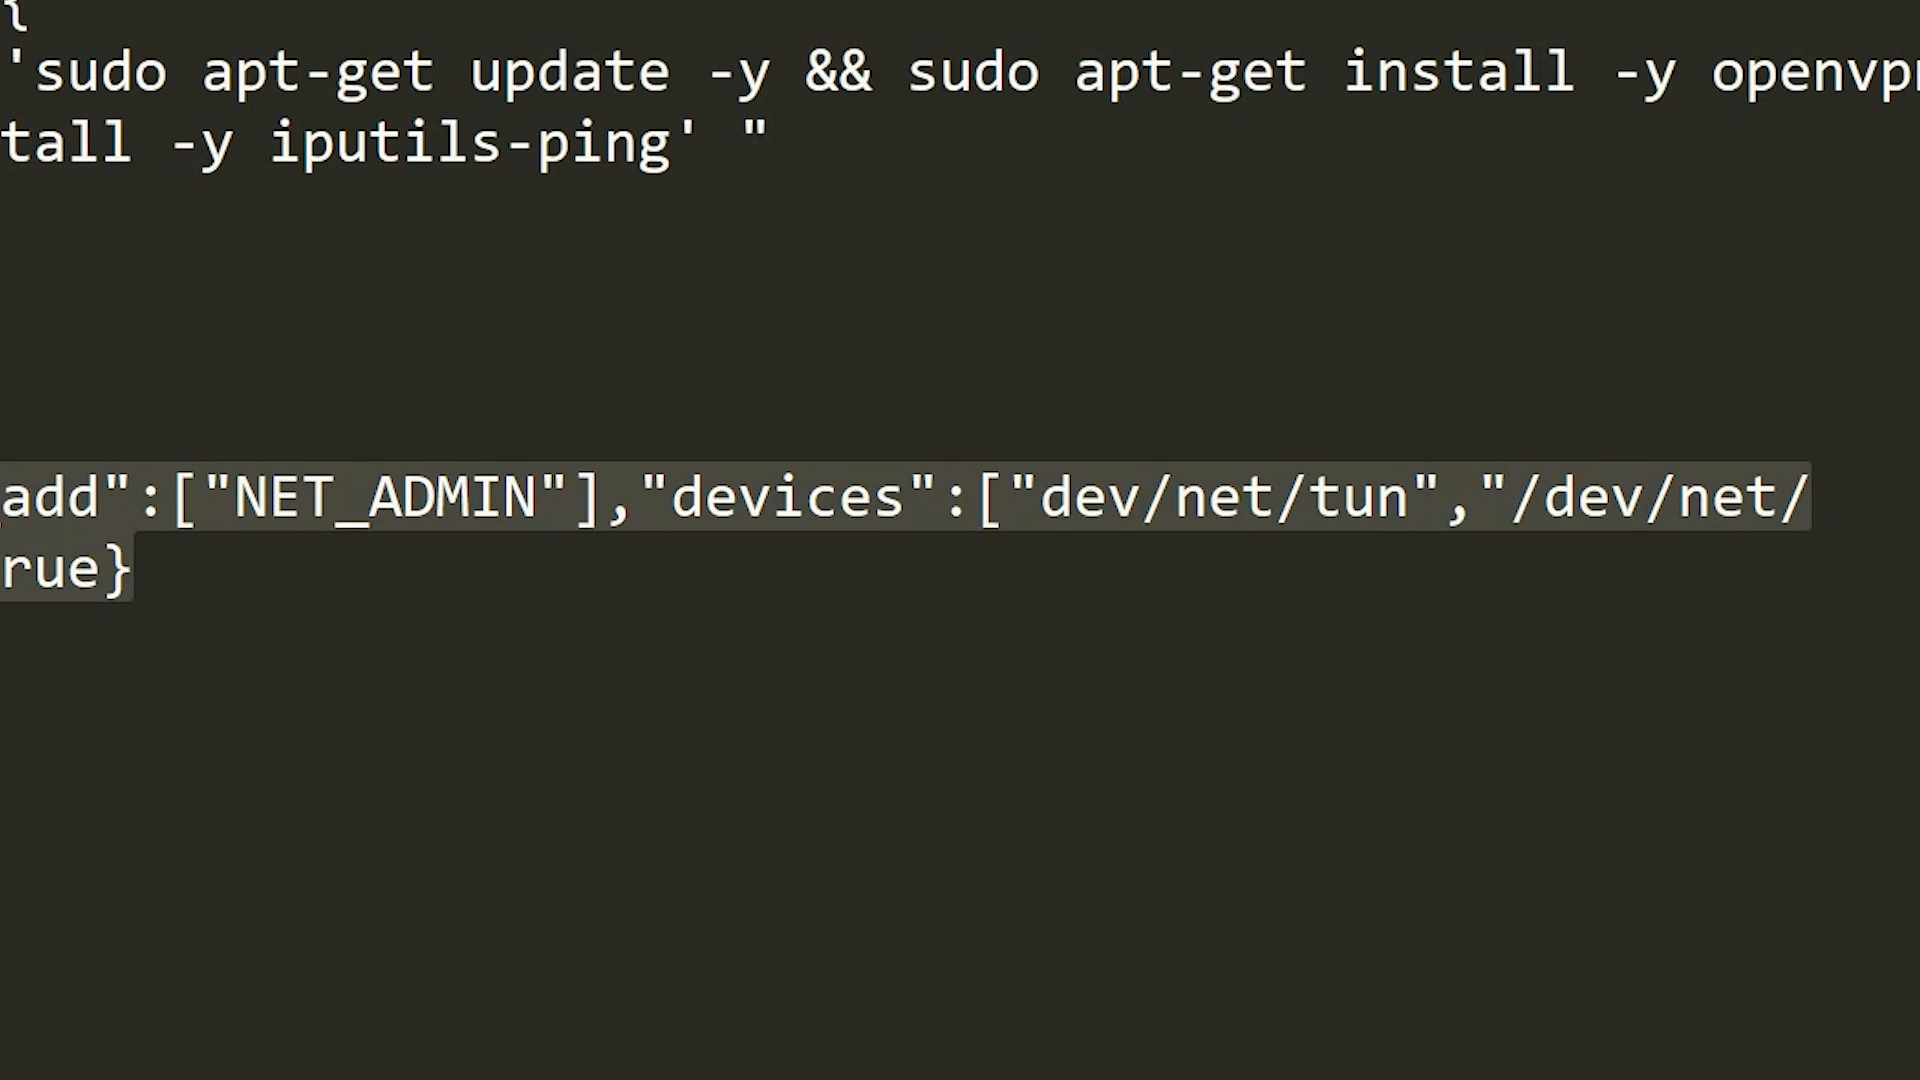 {
'sudo apt-get update -y && sudo apt-get install -y openvp
tall -y iputils-ping' "
add":["NET_ADMIN"],"devices":["dev/net/tun","/dev/net/
rue}